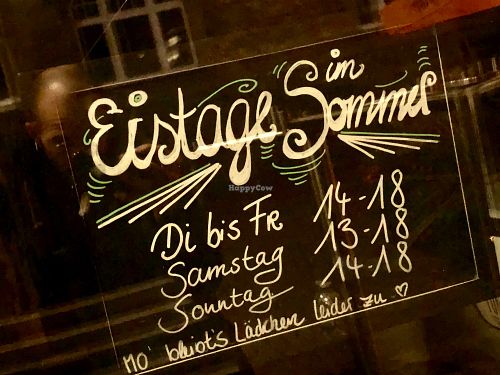 Eistage im Sommer
Di bis FR 14-18
Samstag 13-18
Sonntag 14-18
MO bleibt's Lädchen leider zu ♡
HappyCow